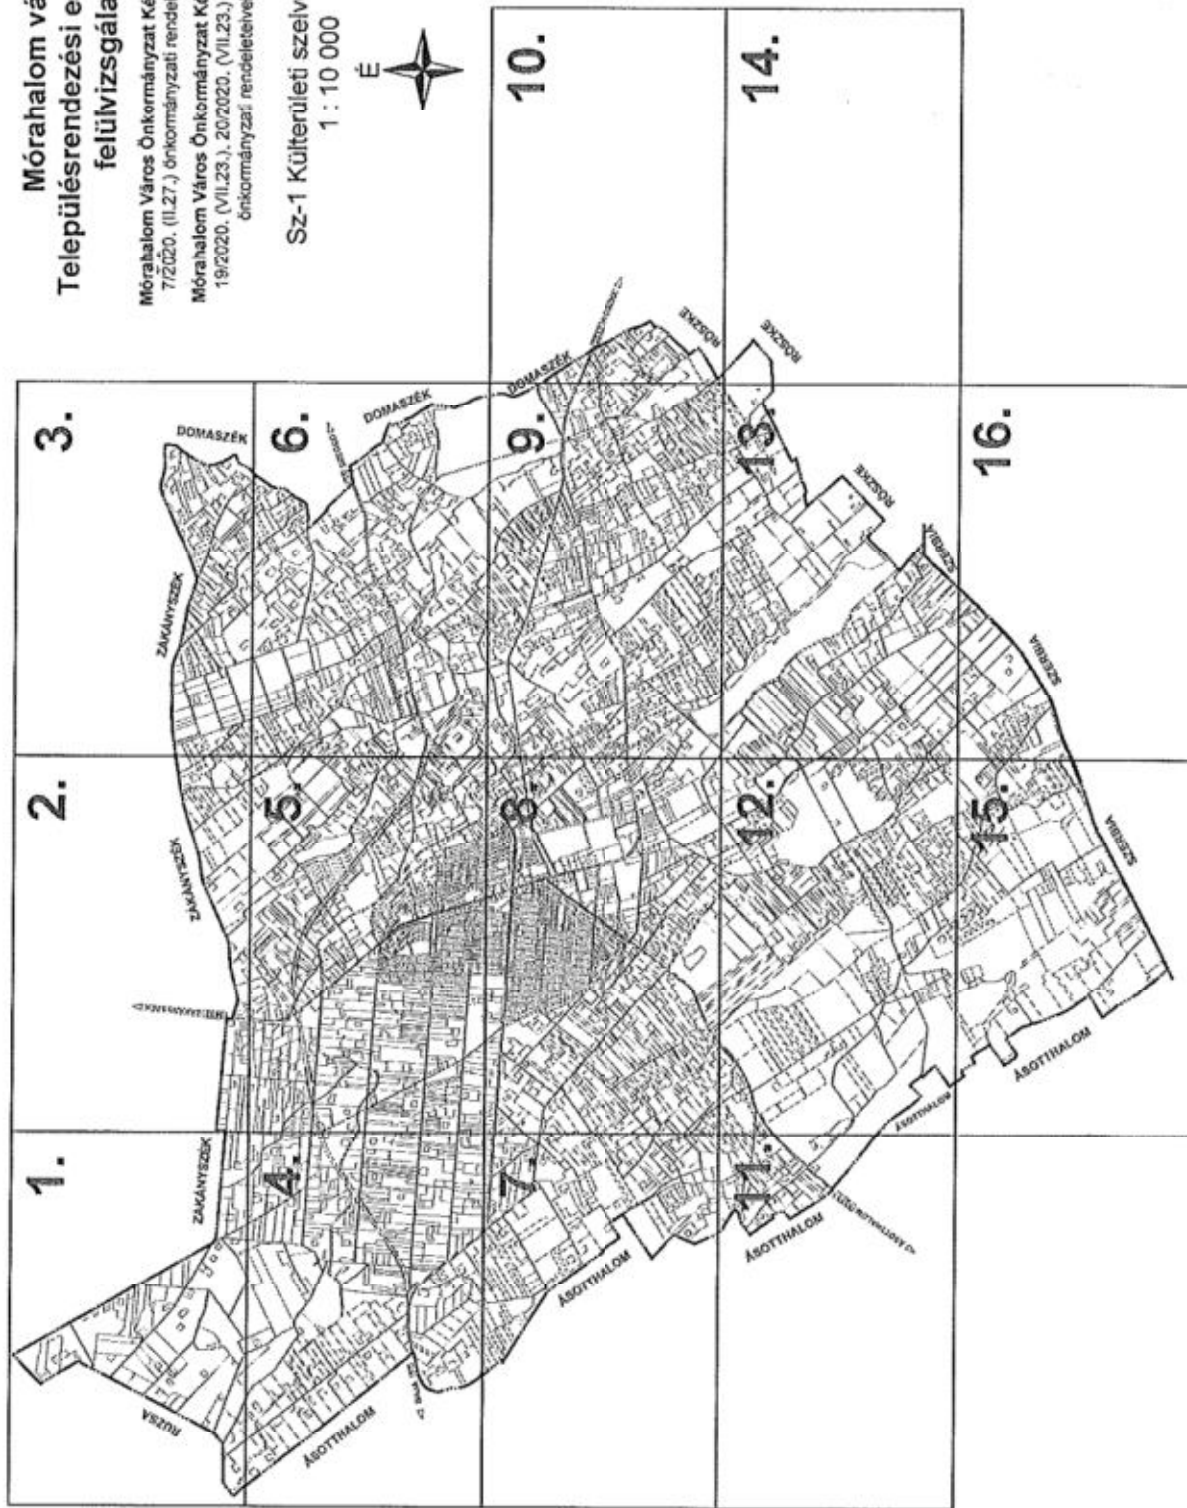 Mórahalom vá
Településrendezési e
felülvizsgála
Mórahalom Város Önkormányzat Ké
7/2020. (II.27.) önkormányzati rende
Mórahalom Város Önkormányzat Ké
19/2020. (VII.23.), 20/2020. (VII.23.)
önkormányzati rendeleteive
Sz-1 Külterületi szelv
1 : 10 000
É
1.
2.
3.
ZÁKÁNYSZÉK
ZÁKÁNYSZÉK
ZÁKÁNYSZÉK
DOMASZÉK
RUZSA
4.
5.
6.
DOMASZÉK
ÁSOTTHALOM
7.
8.
9.
10.
DOMASZÉK
RÖSZKE
ÁSOTTHALOM
11.
12.
13.
14.
RÖSZKE
RÖSZKE
ÁSOTTHALOM
ÁSOTTHALOM
SZERBIA
15.
16.
SZERBIA
SZERBIA
ÁSOTTHALOM